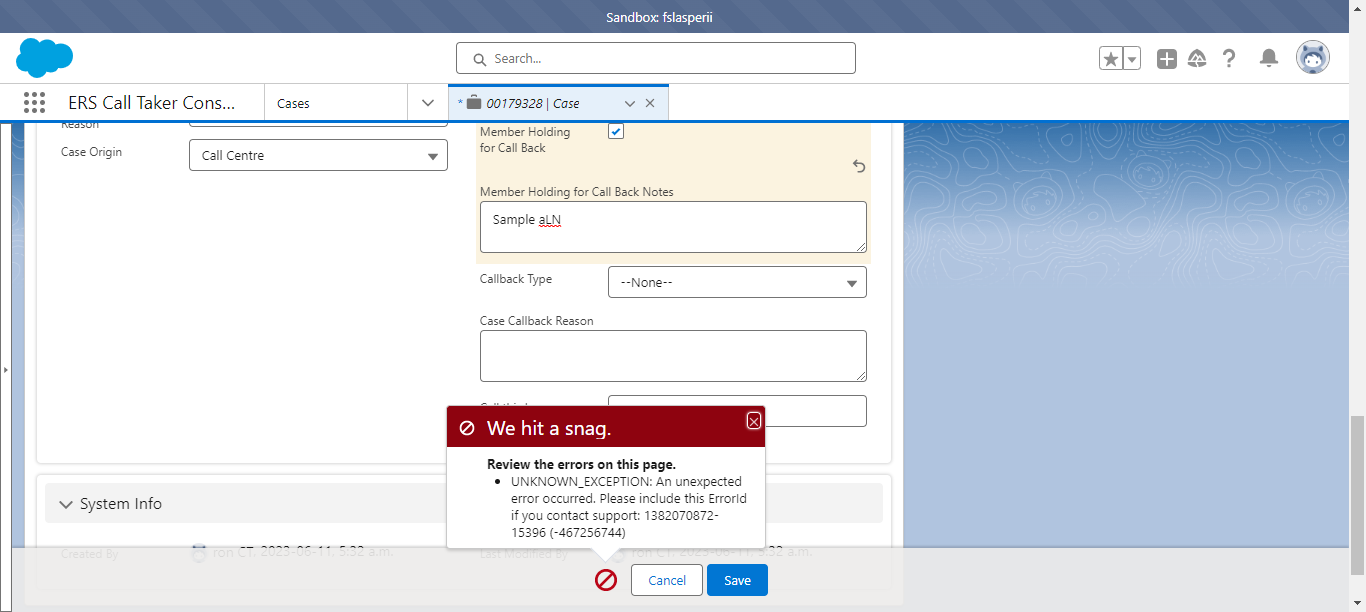 Sandbox: fslasperii
Search...
ERS Call Taker Cons...
Cases
* 00179328 | Case
Reason
Case Origin
Call Centre
Member Holding
for Call Back
Member Holding for Call Back Notes
Sample aLN
Callback Type
--None--
Case Callback Reason
We hit a snag.
Review the errors on this page.
• UNKNOWN_EXCEPTION: An unexpected
error occurred. Please include this ErrorId
if you contact support: 1382070872-
15396 (-467256744)
System Info
Created By
ron CT, 2023-06-11, 5:32 a.m.
Last Modified By
ron CT, 2023-06-11, 5:32 a.m.
Cancel
Save